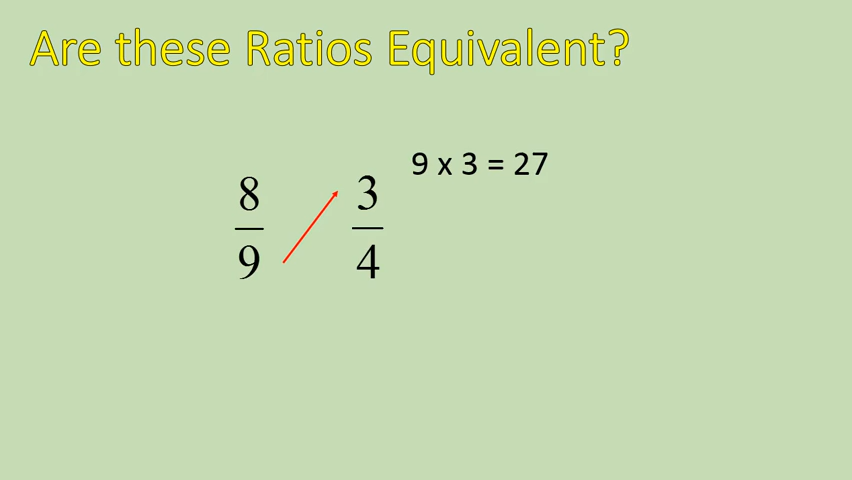 Are these Ratios Equivalent?
9 x 3 = 27
8 3
9 4